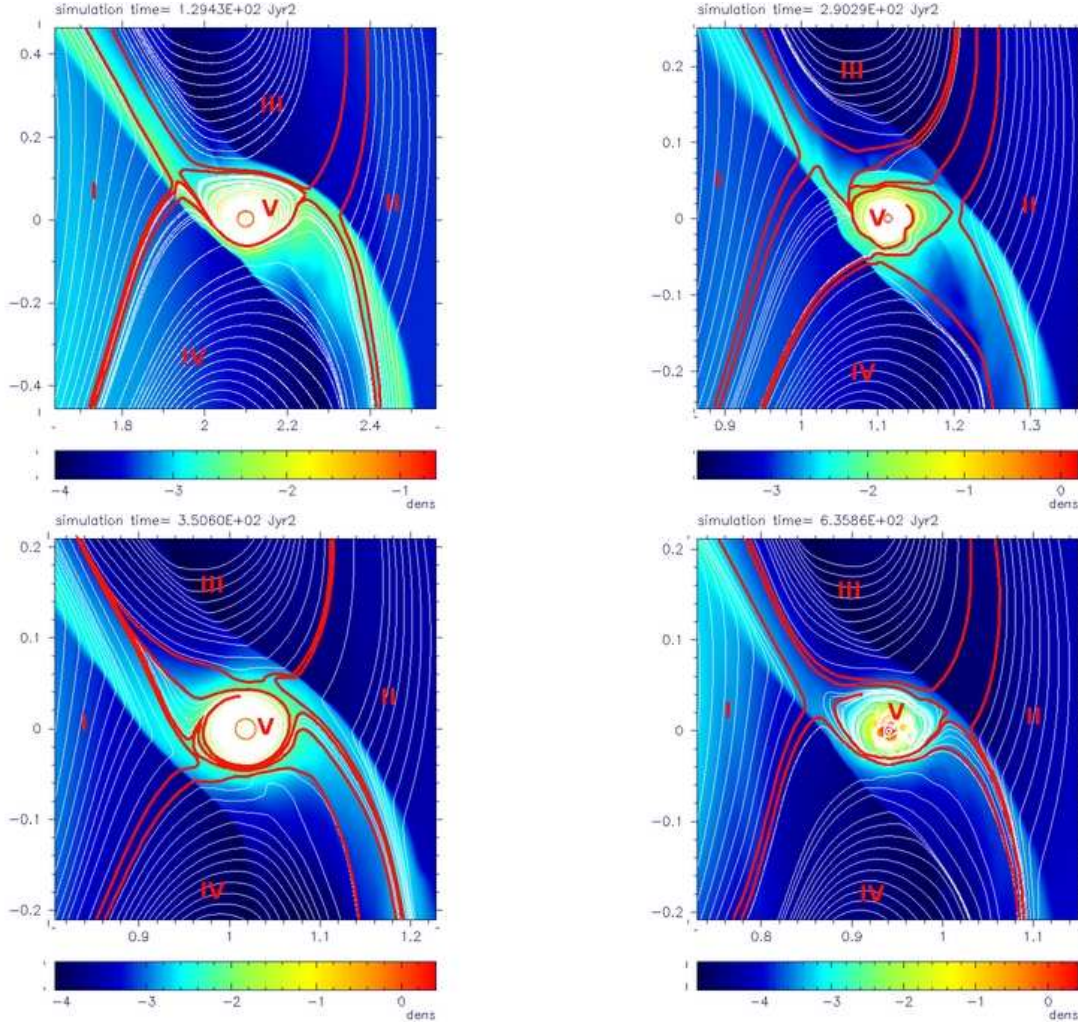 simulation time= 1.2943E+02 Jyr2
0.4
0.2
0
−0.2
−0.4
I
II
III
IV
V
1.8
2
2.2
2.4
−4
−3
−2
−1
dens
simulation time= 2.9029E+02 Jyr2
0.2
0.1
0
−0.1
−0.2
I
II
III
IV
V
0.9
1
1.1
1.2
1.3
−3
−2
−1
0
dens
simulation time= 3.5060E+02 Jyr2
0.2
0.1
0
−0.1
−0.2
I
II
III
IV
V
0.9
1
1.1
1.2
−4
−3
−2
−1
0
dens
simulation time= 6.3586E+02 Jyr2
0.2
0.1
0
−0.1
−0.2
I
II
III
IV
V
0.8
0.9
1
1.1
−4
−3
−2
−1
0
dens